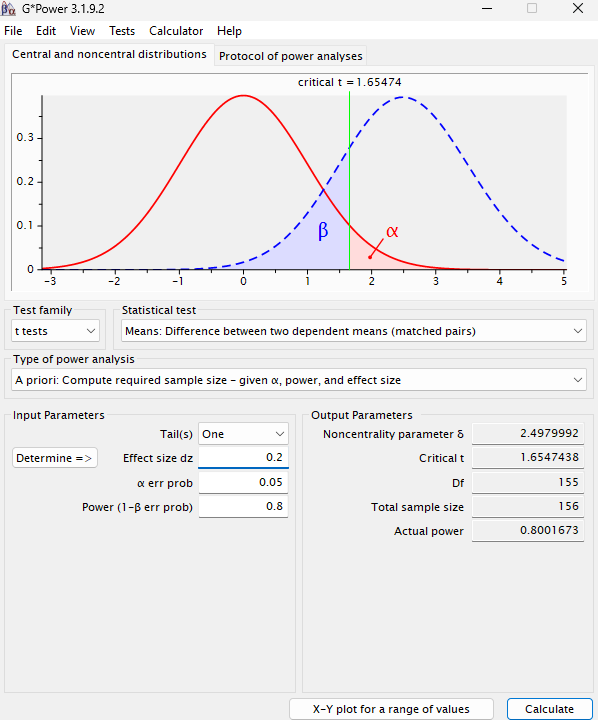 G*Power 3.1.9.2
File Edit View Tests Calculator Help
Central and noncentral distributions Protocol of power analyses
critical t = 1.65474
0.3
0.2
0.1
0
β
α
-3 -2 -1 0 1 2 3 4 5
Test family Statistical test
t tests Means: Difference between two dependent means (matched pairs)
Type of power analysis
A priori: Compute required sample size - given α, power, and effect size
Input Parameters
Tail(s) One
Determine => Effect size dz 0.2
α err prob 0.05
Power (1-β err prob) 0.8
Output Parameters
Noncentrality parameter δ 2.4979992
Critical t 1.6547438
Df 155
Total sample size 156
Actual power 0.8001673
X-Y plot for a range of values Calculate